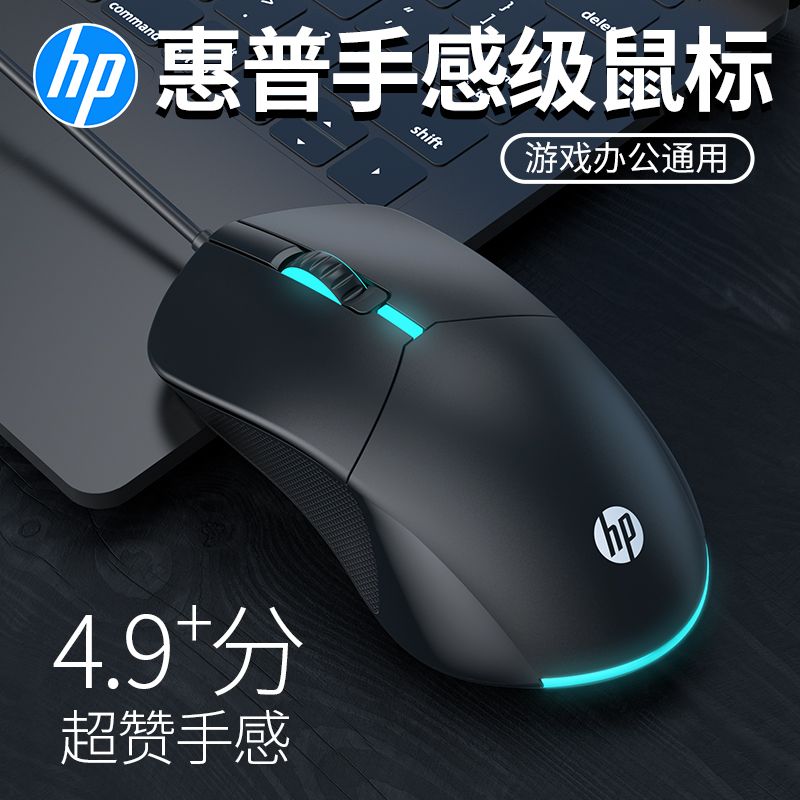 hp 惠普手感级鼠标
游戏办公通用
command
option
delete
shift
hp
4.9+分
超赞手感